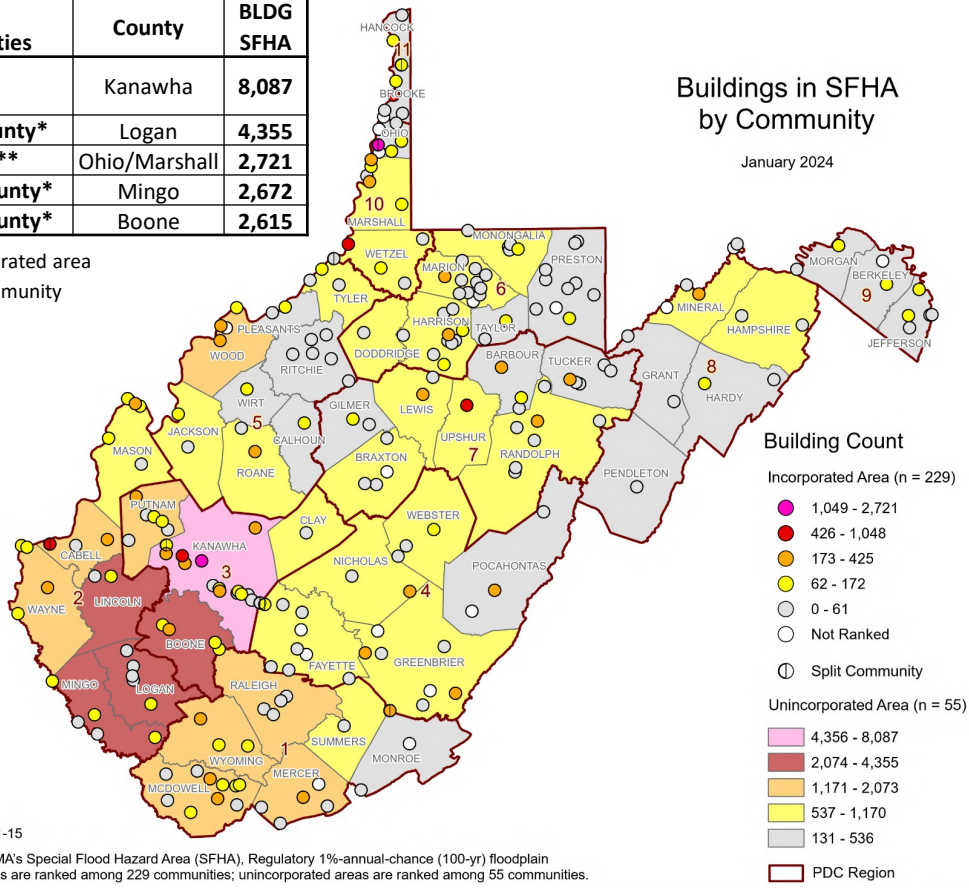 ties County BLDG SFHA
Kanawha 8,087
unty* Logan 4,355
** Ohio/Marshall 2,721
unty* Mingo 2,672
unty* Boone 2,615
rated area
mmunity
Buildings in SFHA
by Community
January 2024
HANCOCK
11
BROOKE
OHIO
10
MARSHALL
WETZEL
MONONGALIA
MARION
6
PRESTON
MORGAN
BERKELEY
9
JEFFERSON
TYLER
PLEASANTS
HARRISON
TAYLOR
MINERAL
HAMPSHIRE
WOOD
RITCHIE
DODDRIDGE
BARBOUR
TUCKER
GRANT
8
HARDY
WIRT
5
GILMER
LEWIS
JACKSON
CALHOUN
UPSHUR
7
RANDOLPH
MASON
ROANE
BRAXTON
PENDLETON
PUTNAM
CLAY
WEBSTER
CABELL
KANAWHA
3
NICHOLAS
POCAHONTAS
4
WAYNE
2
LINCOLN
BOONE
FAYETTE
GREENBRIER
MINGO
LOGAN
RALEIGH
SUMMERS
1
WYOMING
MONROE
MCDOWELL
MERCER
Building Count
Incorporated Area (n = 229)
1,049 - 2,721
426 - 1,048
173 - 425
62 - 172
0 - 61
Not Ranked
Split Community
Unincorporated Area (n = 55)
4,356 - 8,087
2,074 - 4,355
1,171 - 2,073
537 - 1,170
131 - 536
PDC Region
-15
MA's Special Flood Hazard Area (SFHA), Regulatory 1%-annual-chance (100-yr) floodplain
s are ranked among 229 communities; unincorporated areas are ranked among 55 communities.